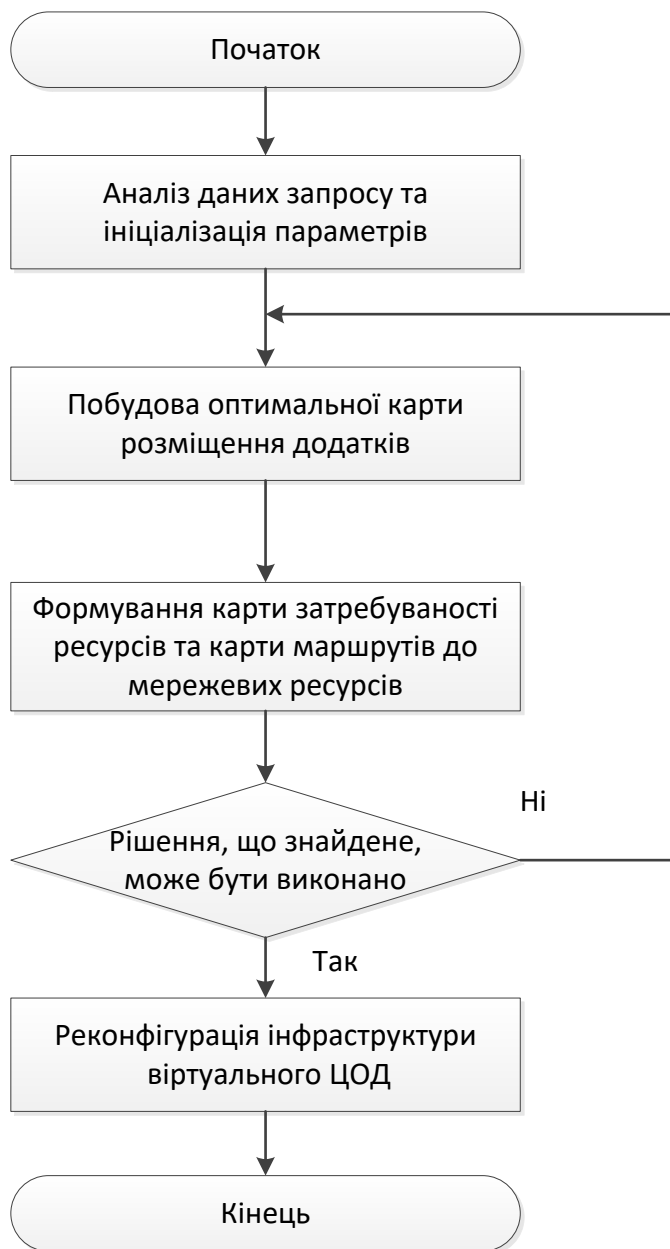 Початок
Аналіз даних запросу та
ініціалізація параметрів
Побудова оптимальної карти
розміщення додатків
Формування карти затребуваності
ресурсів та карти маршрутів до
мережевих ресурсів
Ні
Рішення, що знайдене,
може бути виконано
Так
Реконфігурація інфраструктури
віртуального ЦОД
Кінець